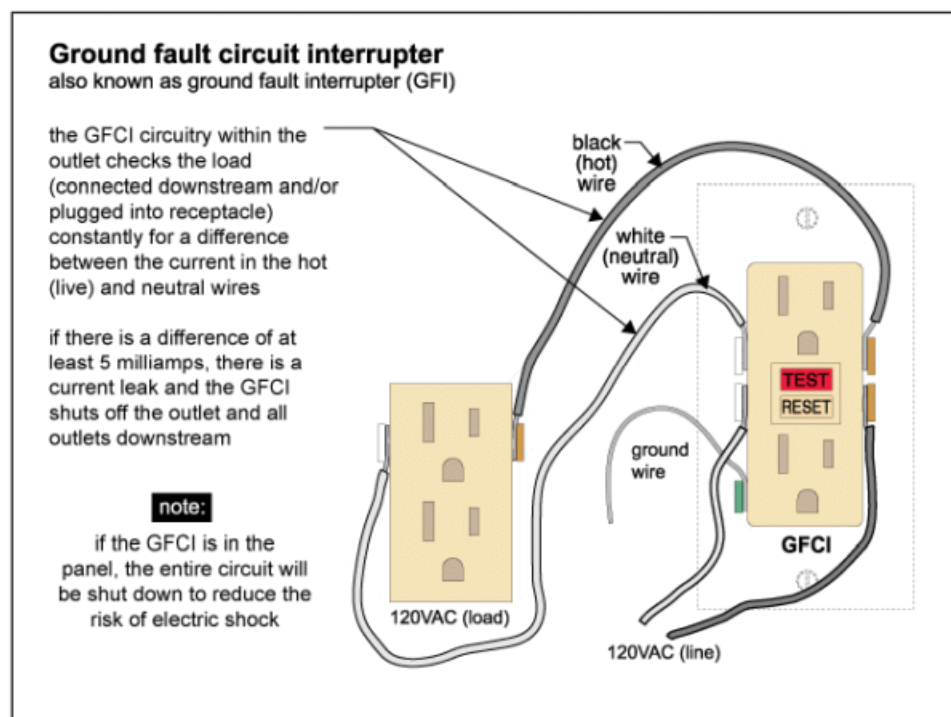 Ground fault circuit interrupter
also known as ground fault interrupter (GFI)
the GFCI circuitry within the
outlet checks the load
(connected downstream and/or
plugged into receptacle)
constantly for a difference
between the current in the hot
(live) and neutral wires
if there is a difference of at
least 5 milliamps, there is a
current leak and the GFCI
shuts off the outlet and all
outlets downstream
note:
if the GFCI is in the
panel, the entire circuit will
be shut down to reduce the
risk of electric shock
black
(hot)
wire
white
(neutral)
wire
TEST
RESET
ground
wire
GFCI
120VAC (load)
120VAC (line)